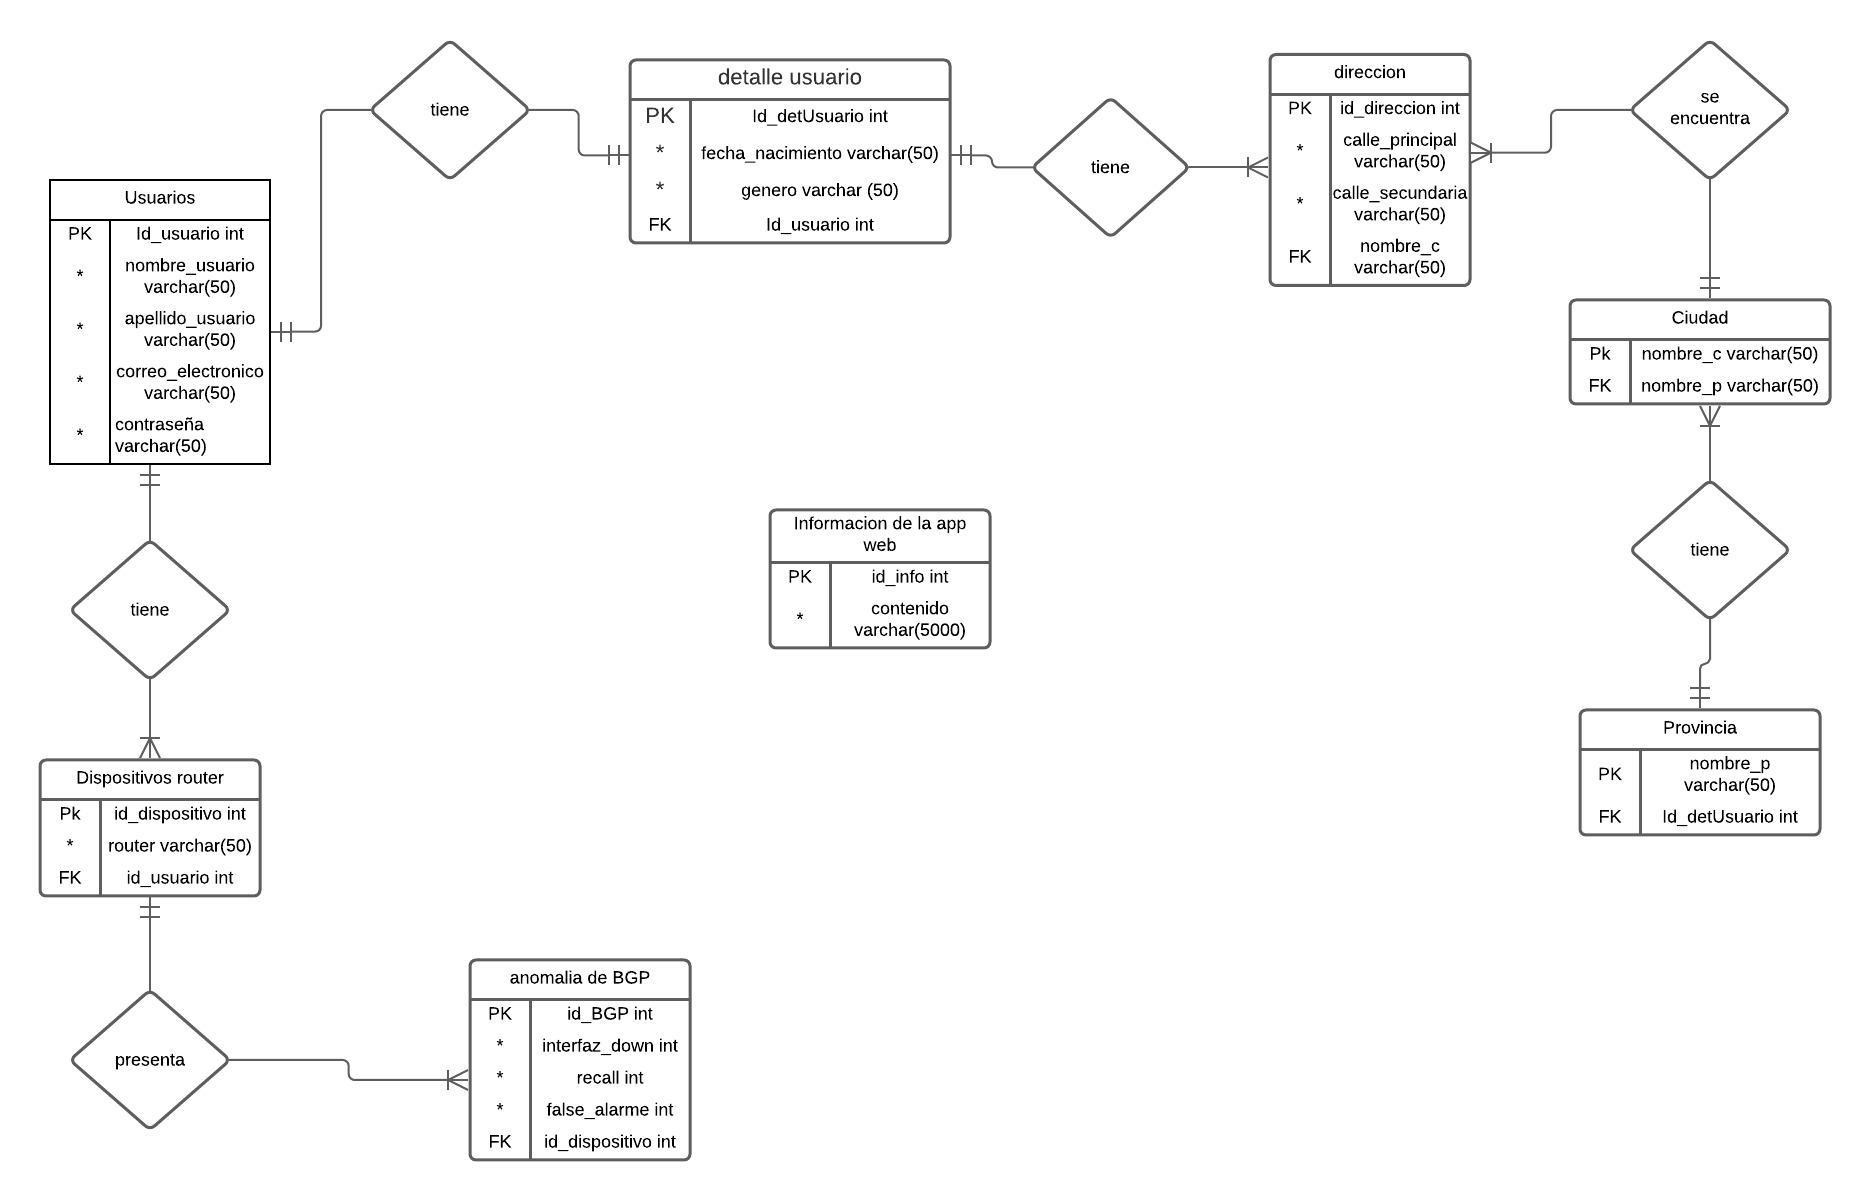 tiene
detalle usuario
PK Id_detUsuario int
* fecha_nacimiento varchar(50)
* genero varchar (50)
FK Id_usuario int
tiene
direccion
PK id_direccion int
* calle_principal
varchar(50)
* calle_secundaria
varchar(50)
FK nombre_c
varchar(50)
se
encuentra
Usuarios
PK Id_usuario int
* nombre_usuario
varchar(50)
* apellido_usuario
varchar(50)
* correo_electronico
varchar(50)
* contraseña
varchar(50)
Ciudad
Pk nombre_c varchar(50)
FK nombre_p varchar(50)
Informacion de la app
web
PK id_info int
* contenido
varchar(5000)
tiene
tiene
Provincia
PK nombre_p
varchar(50)
FK Id_detUsuario int
Dispositivos router
Pk id_dispositivo int
* router varchar(50)
FK id_usuario int
presenta
anomalia de BGP
PK id_BGP int
* interfaz_down int
* recall int
* false_alarme int
FK id_dispositivo int